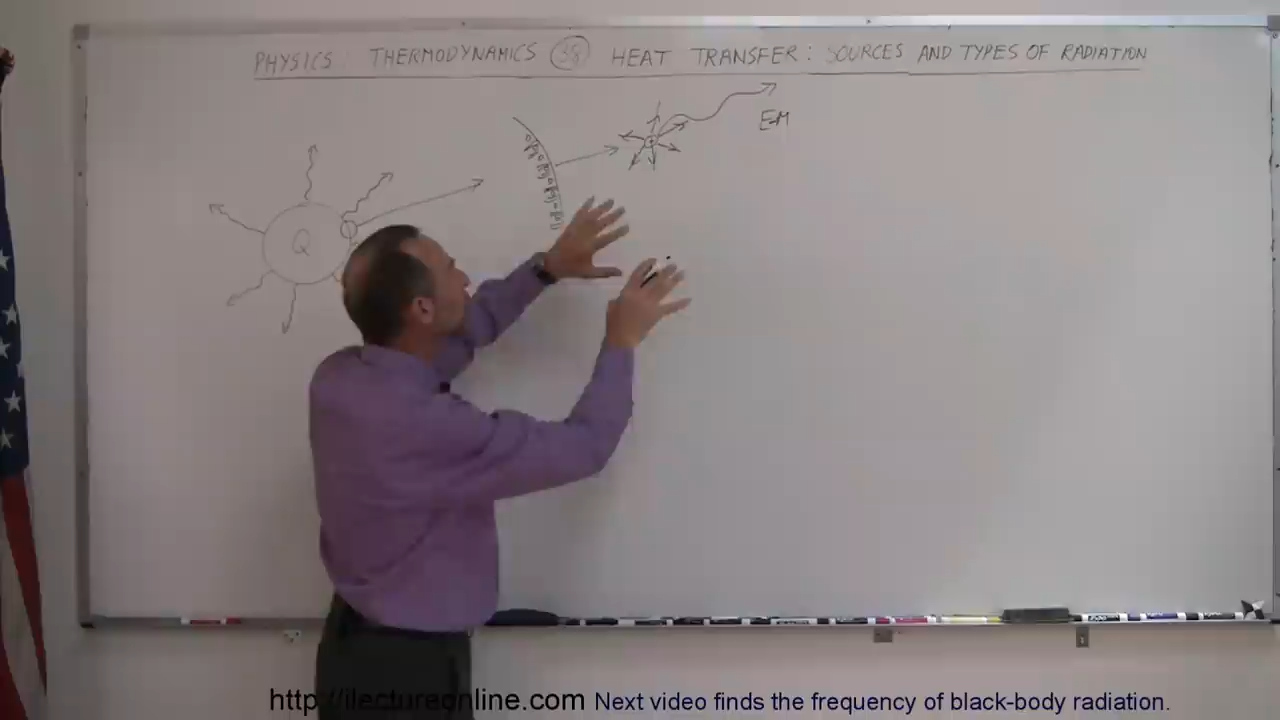 PHYSICS: THERMODYNAMICS 38 HEAT TRANSFER: SOURCES AND TYPES OF RADIATION
E-M
Q
http://ilectureonline.com Next video finds the frequency of black-body radiation.